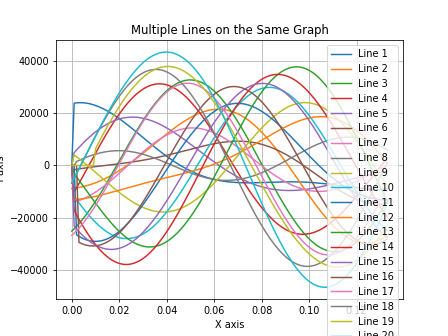 Multiple Lines on the Same Graph
40000
20000
0
−20000
−40000
0.00
0.02
0.04
0.06
0.08
0.10
X axis
Line 1
Line 2
Line 3
Line 4
Line 5
Line 6
Line 7
Line 8
Line 9
Line 10
Line 11
Line 12
Line 13
Line 14
Line 15
Line 16
Line 17
Line 18
Line 19
Line 20